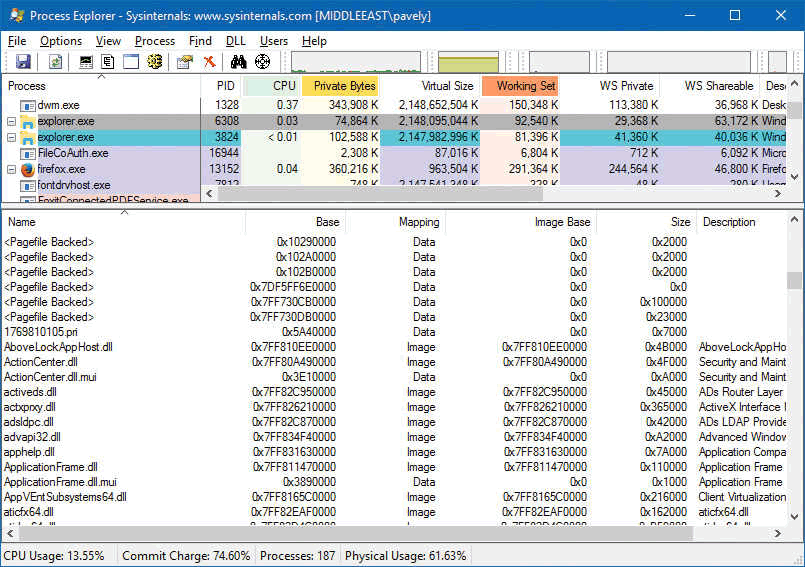 Process Explorer - Sysinternals: www.sysinternals.com [MIDDLEEAST\pavely]
File Options View Process Find DLL Users Help
Process PID CPU Private Bytes Virtual Size Working Set WS Private WS Shareable Desc
dwm.exe 1328 0.37 343,908 K 2,148,652,504 K 150,348 K 113,380 K 36,968 K Desk
explorer.exe 6308 0.03 74,864 K 2,148,095,044 K 92,540 K 29,368 K 63,172 K Wind
explorer.exe 3824 < 0.01 102,588 K 2,147,982,996 K 81,396 K 41,360 K 40,036 K Wind
FileCoAuth.exe 16944 2,308 K 87,016 K 6,804 K 712 K 6,092 K Micro
firefox.exe 13152 0.04 360,216 K 963,504 K 291,364 K 244,564 K 46,800 K Firefo
fontdrvhost.exe 7812 748 K 2,147,541,348 K 328 K 48 K 280 K Usern
FoxitConnectedPDFService.exe
Name Base Mapping Image Base Size Description
<Pagefile Backed> 0x10290000 Data 0x0 0x2000
<Pagefile Backed> 0x102A0000 Data 0x0 0x2000
<Pagefile Backed> 0x102B0000 Data 0x0 0x2000
<Pagefile Backed> 0x7DF5FF6E0000 Data 0x0 0x0
<Pagefile Backed> 0x7FF730CB0000 Data 0x0 0x100000
<Pagefile Backed> 0x7FF730DB0000 Data 0x0 0x23000
1769810105.pri 0x5A40000 Data 0x0 0x7000
AboveLockAppHost.dll 0x7FF810EE0000 Image 0x7FF810EE0000 0x4B000 AboveLockAppHo
ActionCenter.dll 0x7FF80A490000 Image 0x7FF80A490000 0x4F000 Security and Maint
ActionCenter.dll.mui 0x3E10000 Data 0x0 0xA000 Security and Maint
activeds.dll 0x7FF82C950000 Image 0x7FF82C950000 0x45000 ADs Router Layer
actxprxy.dll 0x7FF826210000 Image 0x7FF826210000 0x365000 ActiveX Interface
adsldpc.dll 0x7FF82C870000 Image 0x7FF82C870000 0x42000 ADs LDAP Provide
advapi32.dll 0x7FF834F40000 Image 0x7FF834F40000 0xA2000 Advanced Window
apphelp.dll 0x7FF831630000 Image 0x7FF831630000 0x7A000 Application Compa
ApplicationFrame.dll 0x7FF811470000 Image 0x7FF811470000 0x110000 Application Frame
ApplicationFrame.dll.mui 0x3890000 Data 0x0 0x1000 Application Frame
AppVEntSubsystems64.dll 0x7FF8165C0000 Image 0x7FF8165C0000 0x216000 Client Virtualization
aticfx64.dll 0x7FF82EAF0000 Image 0x7FF82EAF0000 0x162000 aticfx64.dll
CPU Usage: 13.55% Commit Charge: 74.60% Processes: 187 Physical Usage: 61.63%